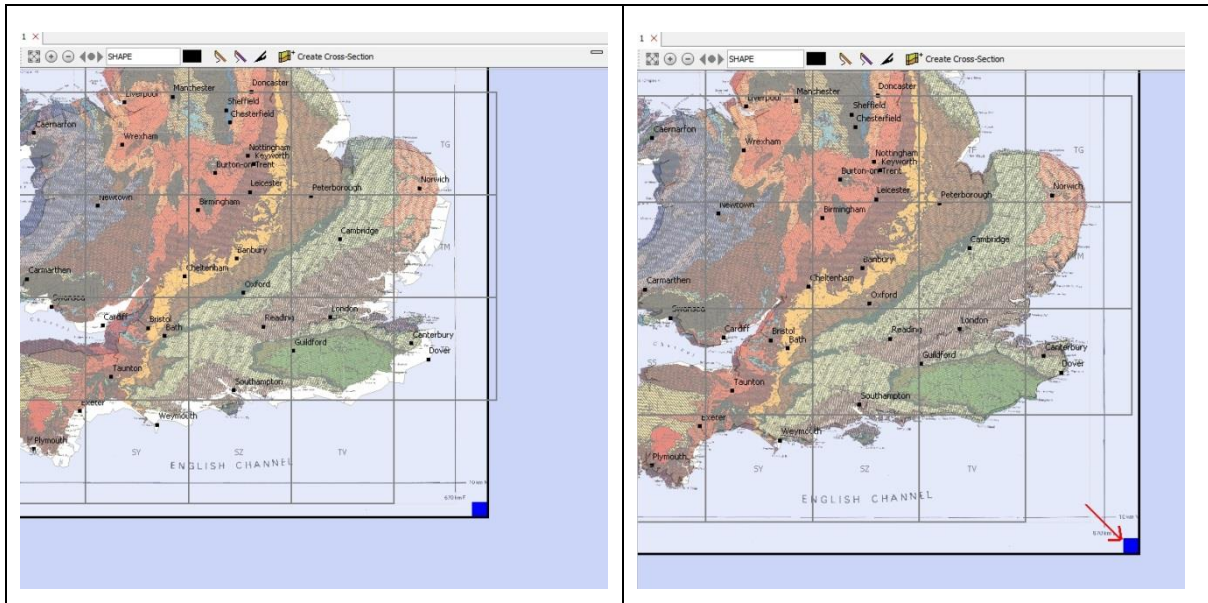 1
SHAPE
Create Cross-Section
Liverpool
Manchester
Doncaster
Sheffield
Chesterfield
Caernarfon
Wrexham
Nottingham
Keyworth
Burton-on-Trent
TG
Norwich
Newtown
Leicester
Birmingham
Peterborough
Cambridge
TM
Banbury
Carmarthen
Cheltenham
Oxford
Swansea
Cardiff
Bristol
Bath
Reading
London
Canterbury
Dover
Guildford
Taunton
Southampton
Exeter
Weymouth
Plymouth
SY
SZ
TV
ENGLISH CHANNEL
670 kmE
1
SHAPE
Create Cross-Section
Liverpool
Manchester
Doncaster
Sheffield
Chesterfield
Caernarfon
Wrexham
Nottingham
Keyworth
Burton-on-Trent
TF
TG
Norwich
Newtown
Leicester
Birmingham
Peterborough
Cambridge
Banbury
Carmarthen
Cheltenham
Oxford
Swansea
Cardiff
Bristol
Bath
Reading
London
Canterbury
Dover
Guildford
SS
Taunton
Southampton
Exeter
Weymouth
Plymouth
SY
SZ
TV
ENGLISH CHANNEL